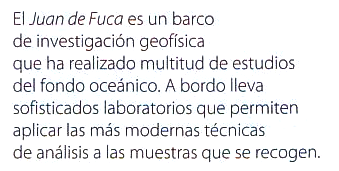 El Juan de Fuca es un barco
de investigación geofísica
que ha realizado multitud de estudios
del fondo oceánico. A bordo lleva
sofisticados laboratorios que permiten
aplicar las más modernas técnicas
de análisis a las muestras que se recogen.